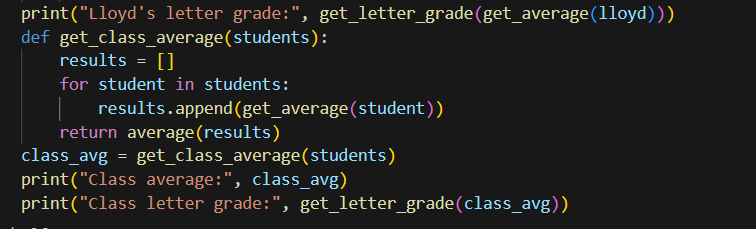 print("Lloyd's letter grade:", get_letter_grade(get_average(lloyd)))
def get_class_average(students):
    results = []
    for student in students:
        results.append(get_average(student))
    return average(results)
class_avg = get_class_average(students)
print("Class average:", class_avg)
print("Class letter grade:", get_letter_grade(class_avg))